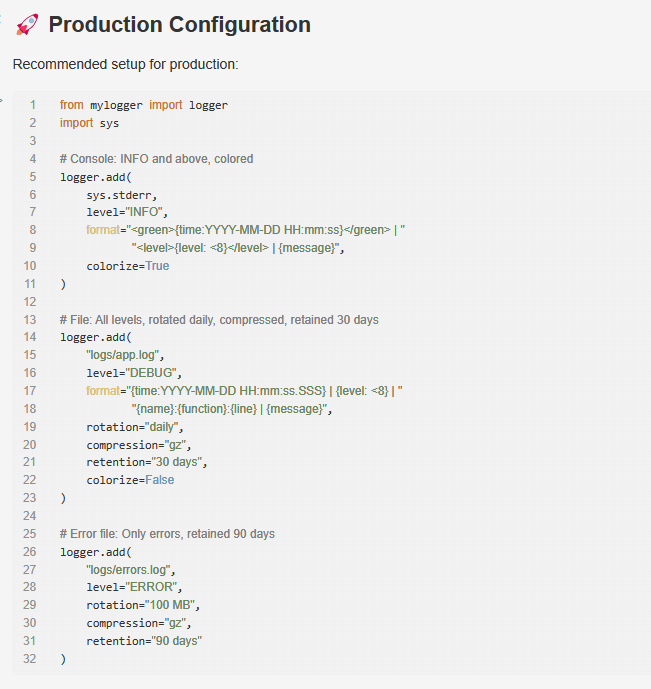 🚀 Production Configuration
Recommended setup for production:
1 from mylogger import logger
2 import sys
3
4 # Console: INFO and above, colored
5 logger.add(
6     sys.stderr,
7     level="INFO",
8     format="<green>{time:YYYY-MM-DD HH:mm:ss}</green> | "
9            "<level>{level: <8}</level> | {message}",
10     colorize=True
11 )
12
13 # File: All levels, rotated daily, compressed, retained 30 days
14 logger.add(
15     "logs/app.log",
16     level="DEBUG",
17     format="{time:YYYY-MM-DD HH:mm:ss.SSS} | {level: <8} | "
18            "{name}:{function}:{line} | {message}",
19     rotation="daily",
20     compression="gz",
21     retention="30 days",
22     colorize=False
23 )
24
25 # Error file: Only errors, retained 90 days
26 logger.add(
27     "logs/errors.log",
28     level="ERROR",
29     rotation="100 MB",
30     compression="gz",
31     retention="90 days"
32 )